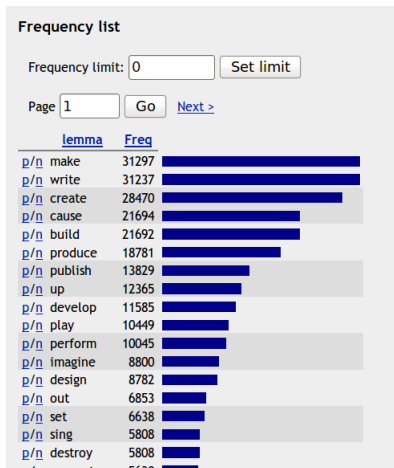 Frequency list
Frequency limit: 0 Set limit
Page 1 Go Next >
lemma Freq
p/n make 31297
p/n write 31237
p/n create 28470
p/n cause 21694
p/n build 21692
p/n produce 18781
p/n publish 13829
p/n up 12365
p/n develop 11585
p/n play 10449
p/n perform 10045
p/n imagine 8800
p/n design 8782
p/n out 6853
p/n set 6638
p/n sing 5808
p/n destroy 5808